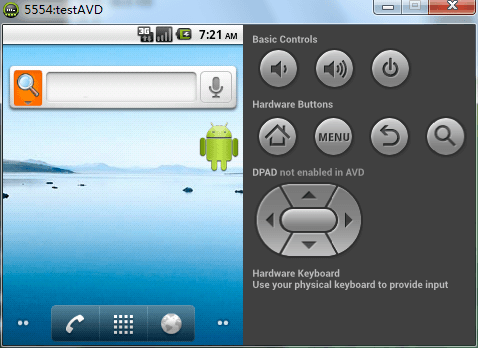 5554:testAVD
3G
7:21 AM
Basic Controls
Hardware Buttons
MENU
DPAD not enabled in AVD
Hardware Keyboard
Use your physical keyboard to provide input